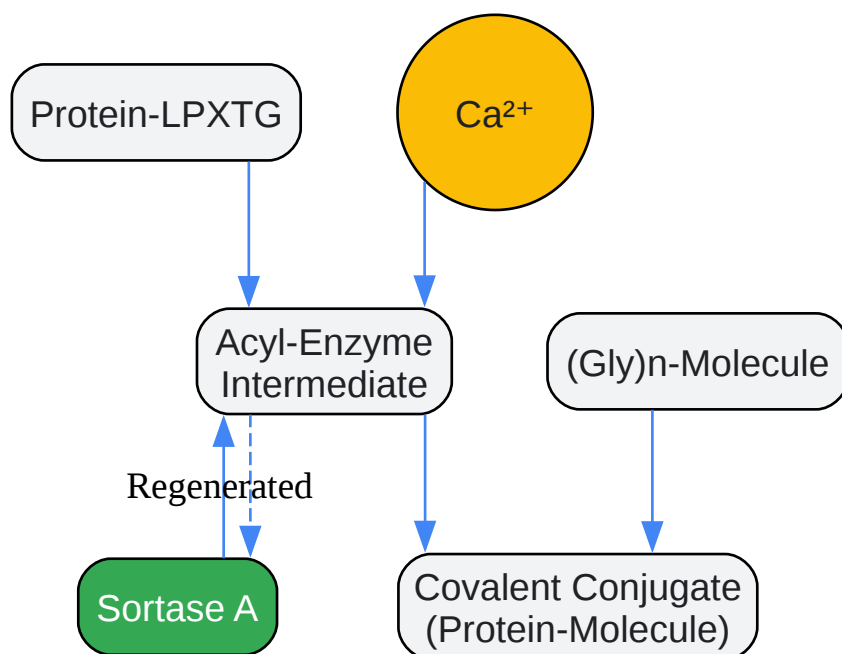 Protein-LPXTG
Ca²⁺
Acyl-Enzyme
Intermediate
(Gly)n-Molecule
Regenerated
Sortase A
Covalent Conjugate
(Protein-Molecule)